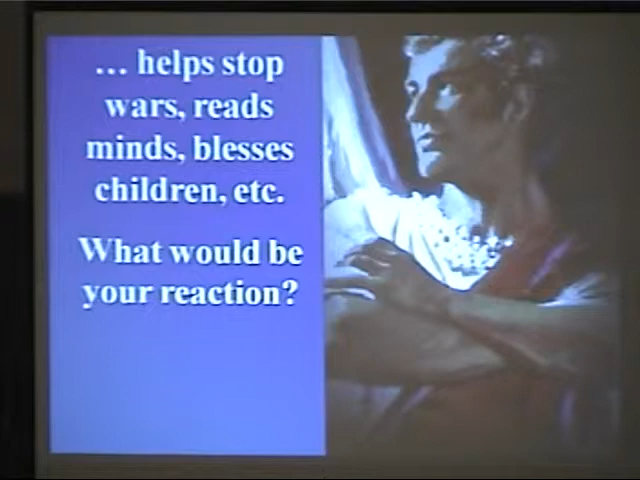 ... helps stop
wars, reads
minds, blesses
children, etc.
What would be
your reaction?